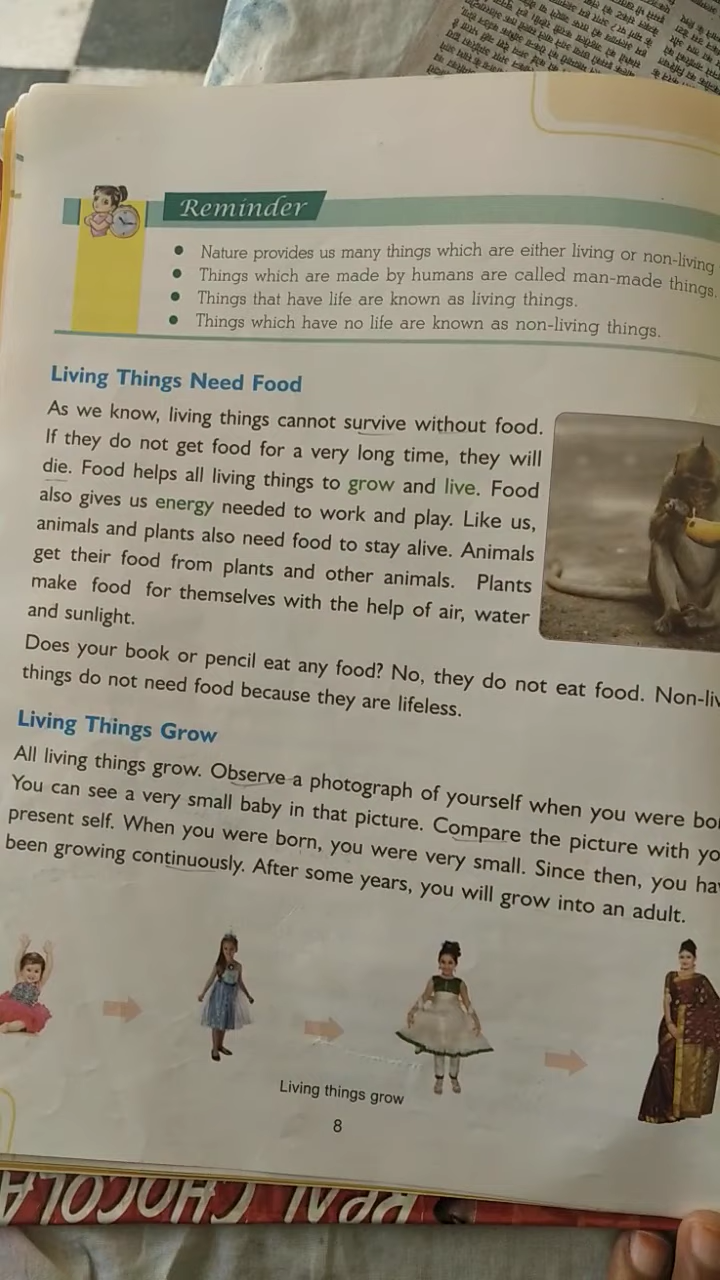 Reminder
Nature provides us many things which are either living or non-living
Things which are made by humans are called man-made things.
Things that have life are known as living things.
Things which have no life are known as non-living things.
Living Things Need Food
As we know, living things cannot survive without food.
If they do not get food for a very long time, they will
die. Food helps all living things to grow and live. Food
also gives us energy needed to work and play. Like us,
animals and plants also need food to stay alive. Animals
get their food from plants and other animals. Plants
make food for themselves with the help of air, water
and sunlight.
Does your book or pencil eat any food? No, they do not eat food. Non-liv
things do not need food because they are lifeless.
Living Things Grow
All living things grow. Observe a photograph of yourself when you were bo
You can see a very small baby in that picture. Compare the picture with yo
present self. When you were born, you were very small. Since then, you ha
been growing continuously. After some years, you will grow into an adult.
Living things grow
8
REAL CHOCOLA